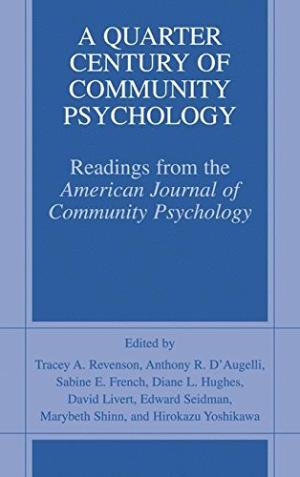 A QUARTER
CENTURY OF
COMMUNITY
PSYCHOLOGY
Readings from the
American Journal of
Community Psychology
Edited by
Tracey A. Revenson, Anthony R. D'Augelli,
Sabine E. French, Diane L. Hughes,
David Livert, Edward Seidman,
Marybeth Shinn, and Hirokazu Yoshikawa